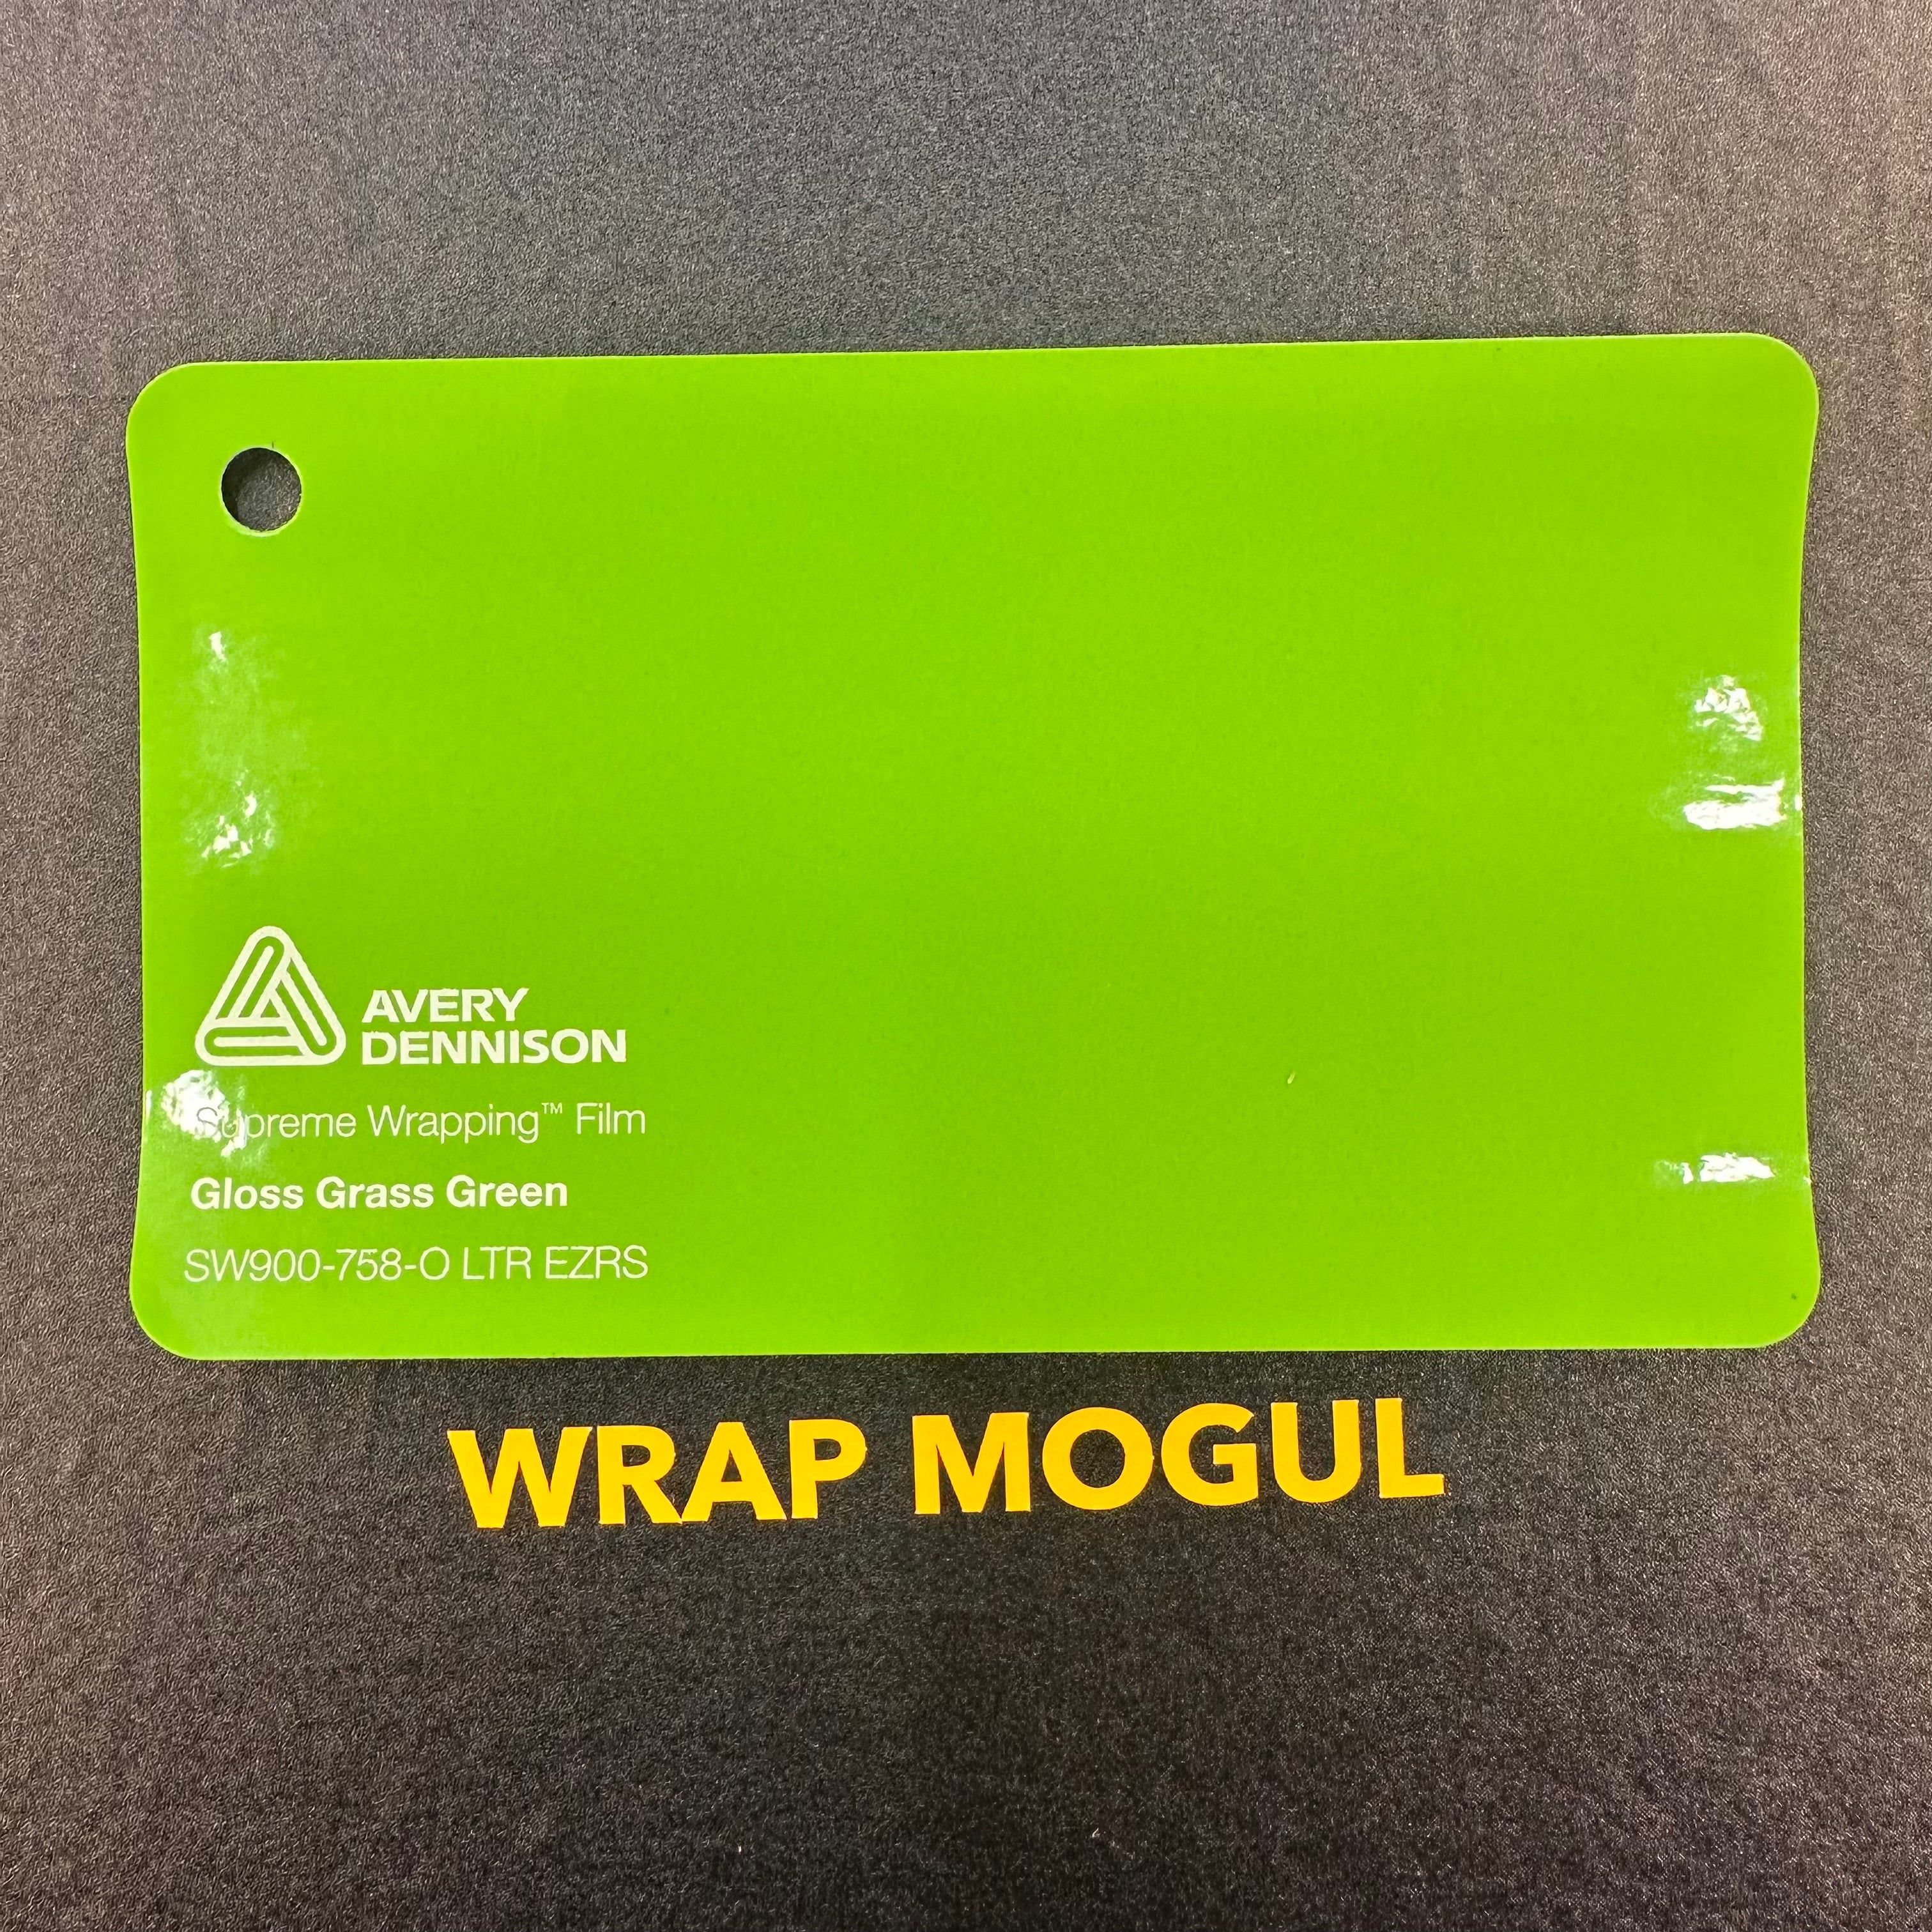 AVERY
DENNISON
Supreme Wrapping™ Film
Gloss Grass Green
SW900-758-O LTR EZRS
WRAP MOGUL